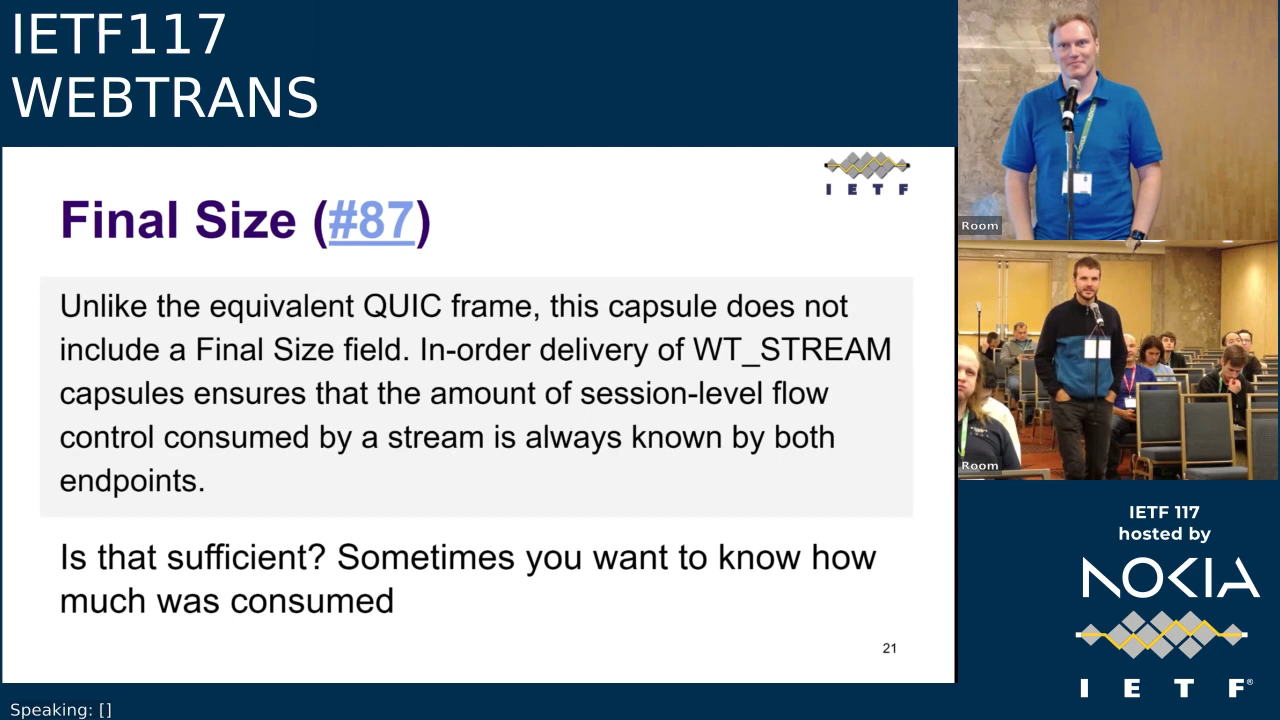 IETF117
WEBTRANS
I E T F
Final Size (#87)
Unlike the equivalent QUIC frame, this capsule does not
include a Final Size field. In-order delivery of WT_STREAM
capsules ensures that the amount of session-level flow
control consumed by a stream is always known by both
endpoints.
Is that sufficient? Sometimes you want to know how
much was consumed
21
Room
Room
IETF 117
hosted by
NOKIA
I E T F®
Speaking: []